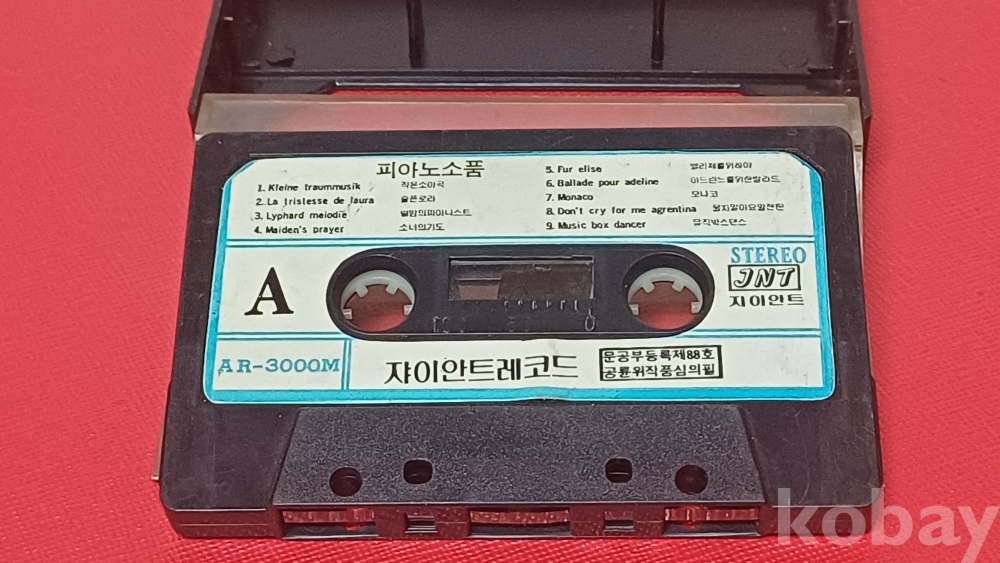 피아노소품
1. Kleine traummusik 작은소야곡
2. La tristesse de laura 슬픈로라
3. Lyphard meiodie 별밤의피아니스트
4. Maiden's prayer 소녀의기도
5. Fur elise 엘리제를위하여
6. Ballade pour adeline 아드린느를위한발라드
7. Monaco 모나코
8. Don't cry for me agrentina 울지말아요알젠틴
9. Music box dancer 뮤직박스댄스
A
STEREO
JNT
지이안트
AR-3000M
쟈이안트레코드
문공부등록제88호
공륜위작품심의필
kobay